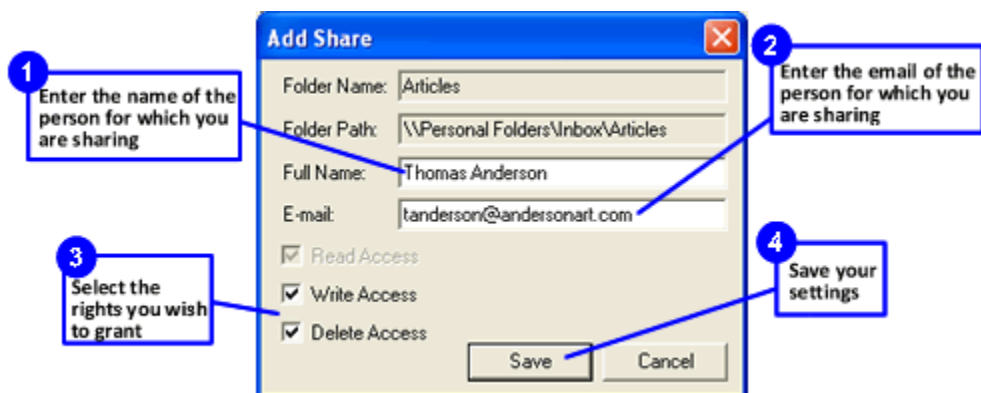 Add Share
1
Enter the name of the
person for which you
are sharing
2
Enter the email of the
person for which you
are sharing
Folder Name: Articles
Folder Path: \\Personal Folders\Inbox\Articles
Full Name: Thomas Anderson
E-mail: tanderson@andersonart.com
Read Access
Write Access
Delete Access
3
Select the
rights you wish
to grant
4
Save your
settings
Save Cancel